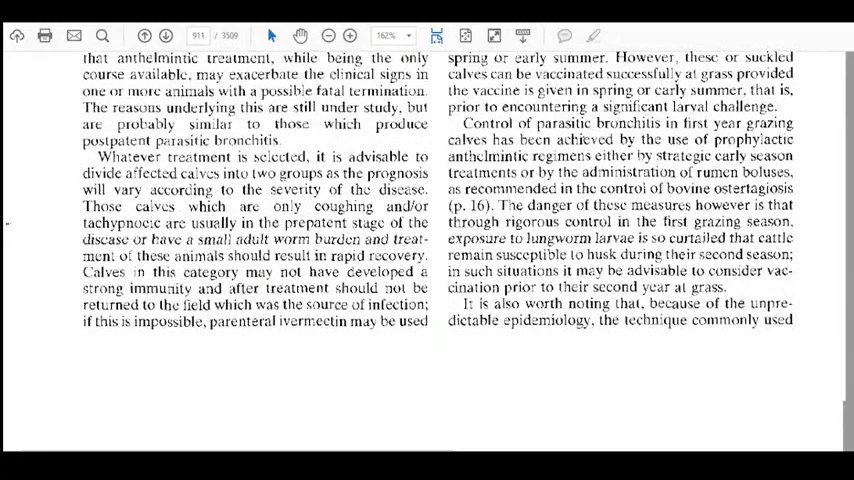 911 / 3509
162%
that anthelmintic treatment, while being the only
course available, may exacerbate the clinical signs in
one or more animals with a possible fatal termination.
The reasons underlying this are still under study, but
are probably similar to those which produce
postpatent parasitic bronchitis.
Whatever treatment is selected, it is advisable to
divide affected calves into two groups as the prognosis
will vary according to the severity of the disease.
Those calves which are only coughing and/or
tachypnoeic are usually in the prepatent stage of the
disease or have a small adult worm burden and treat-
ment of these animals should result in rapid recovery.
Calves in this category may not have developed a
strong immunity and after treatment should not be
returned to the field which was the source of infection;
if this is impossible, parenteral ivermectin may be used
spring or early summer. However, these or suckled
calves can be vaccinated successfully at grass provided
the vaccine is given in spring or early summer, that is,
prior to encountering a significant larval challenge.
Control of parasitic bronchitis in first year grazing
calves has been achieved by the use of prophylactic
anthelmintic regimens either by strategic early season
treatments or by the administration of rumen boluses,
as recommended in the control of bovine ostertagiosis
(p. 16). The danger of these measures however is that
through rigorous control in the first grazing season,
exposure to lungworm larvae is so curtailed that cattle
remain susceptible to husk during their second season;
in such situations it may be advisable to consider vac-
cination prior to their second year at grass.
It is also worth noting that, because of the unpre-
dictable epidemiology, the technique commonly used